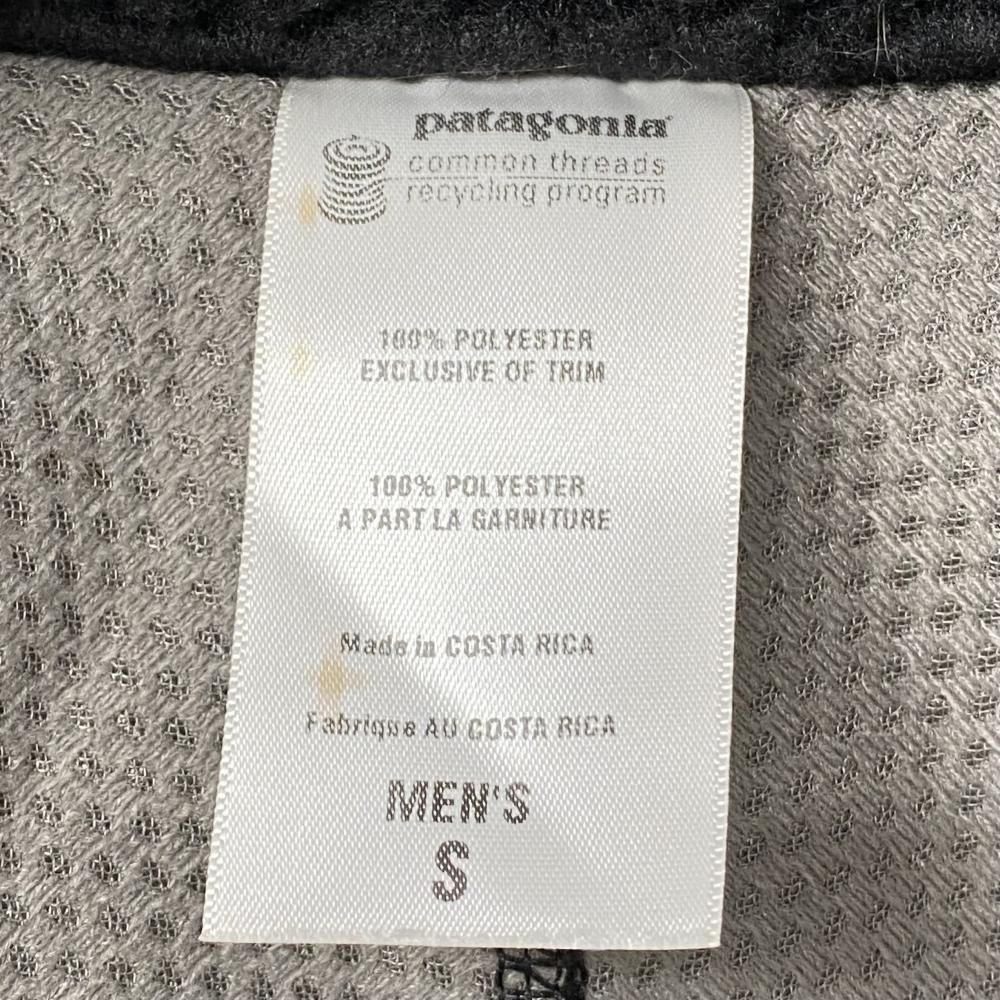 patagonia
common threads
recycling program
100% POLYESTER
EXCLUSIVE OF TRIM
100% POLYESTER
A PART LA GARNITURE
Made in COSTA RICA
Fabrique AU COSTA RICA
MEN'S
S